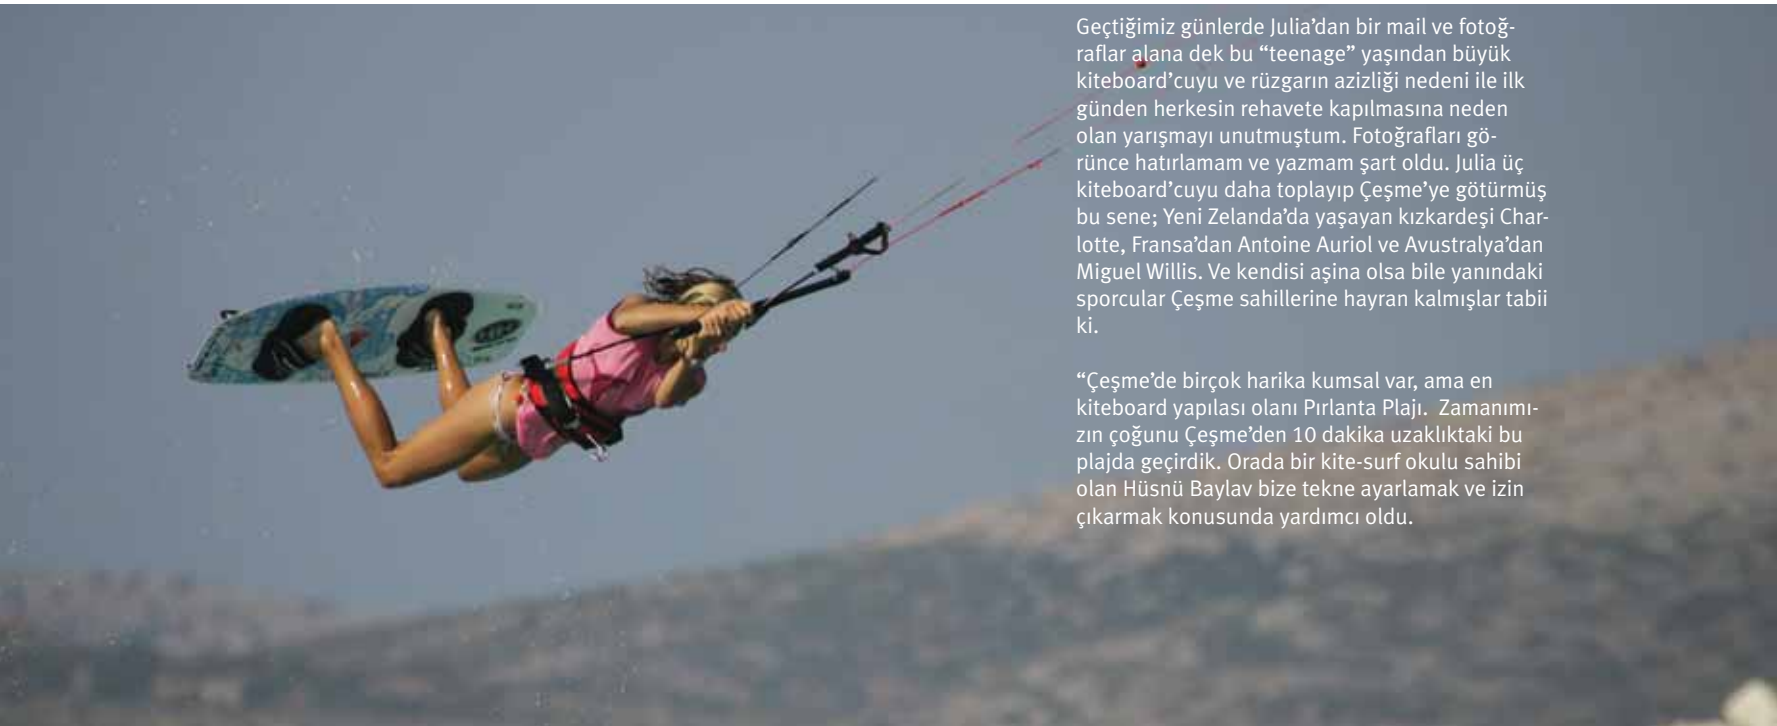 Geçtiğimiz günlerde Julia’dan bir mail ve fotoğ-
raflar alana dek bu “teenage” yaşından büyük
kiteboard’cuyu ve rüzgarın azizliği nedeni ile ilk
günden herkesin rehavete kapılmasına neden
olan yarışmayı unutmuştum. Fotoğrafları gö-
rünce hatırlamam ve yazmam şart oldu. Julia üç
kiteboard’cuyu daha toplayıp Çeşme’ye götürmüş
bu sene; Yeni Zelanda’da yaşayan kızkardeşi Char-
lotte, Fransa’dan Antoine Auriol ve Avustralya’dan
Miguel Willis. Ve kendisi aşina olsa bile yanındaki
sporcular Çeşme sahillerine hayran kalmışlar tabii
ki.
“Çeşme’de birçok harika kumsal var, ama en
kiteboard yapılası olanı Pırlanta Plajı.  Zamanımı-
zın çoğunu Çeşme’den 10 dakika uzaklıktaki bu
plajda geçirdik. Orada bir kite-surf okulu sahibi
olan Hüsnü Baylav bize tekne ayarlamak ve izin
çıkarmak konusunda yardımcı oldu.